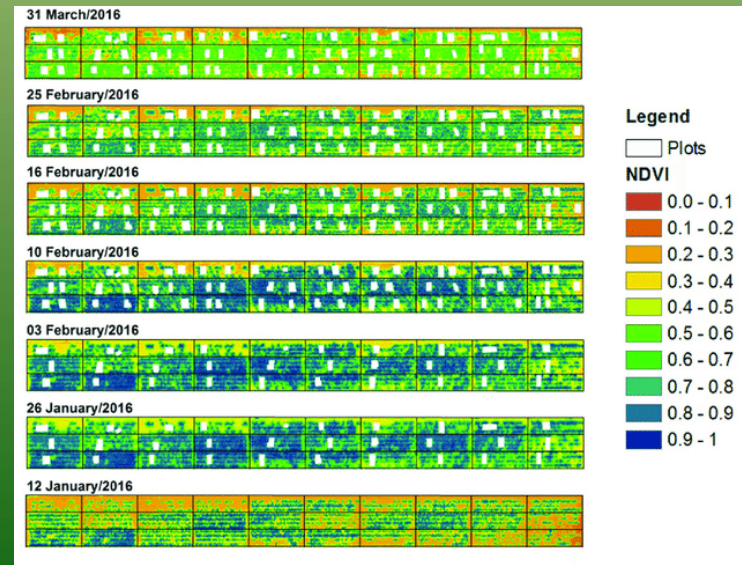 31 March/2016
25 February/2016
16 February/2016
10 February/2016
03 February/2016
26 January/2016
12 January/2016
Legend
Plots
NDVI
0.0 - 0.1
0.1 - 0.2
0.2 - 0.3
0.3 - 0.4
0.4 - 0.5
0.5 - 0.6
0.6 - 0.7
0.7 - 0.8
0.8 - 0.9
0.9 - 1